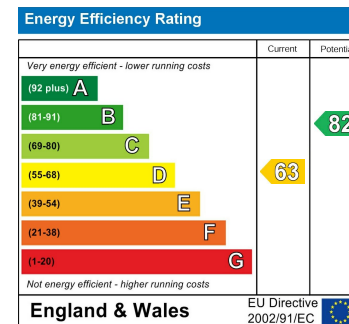 Energy Efficiency Rating
Current Potentia
Very energy efficient - lower running costs
(92 plus) A
(81-91) B
82
(69-80) C
(55-68) D
63
(39-54) E
(21-38) F
(1-20) G
Not energy efficient - higher running costs
England & Wales
EU Directive
2002/91/EC